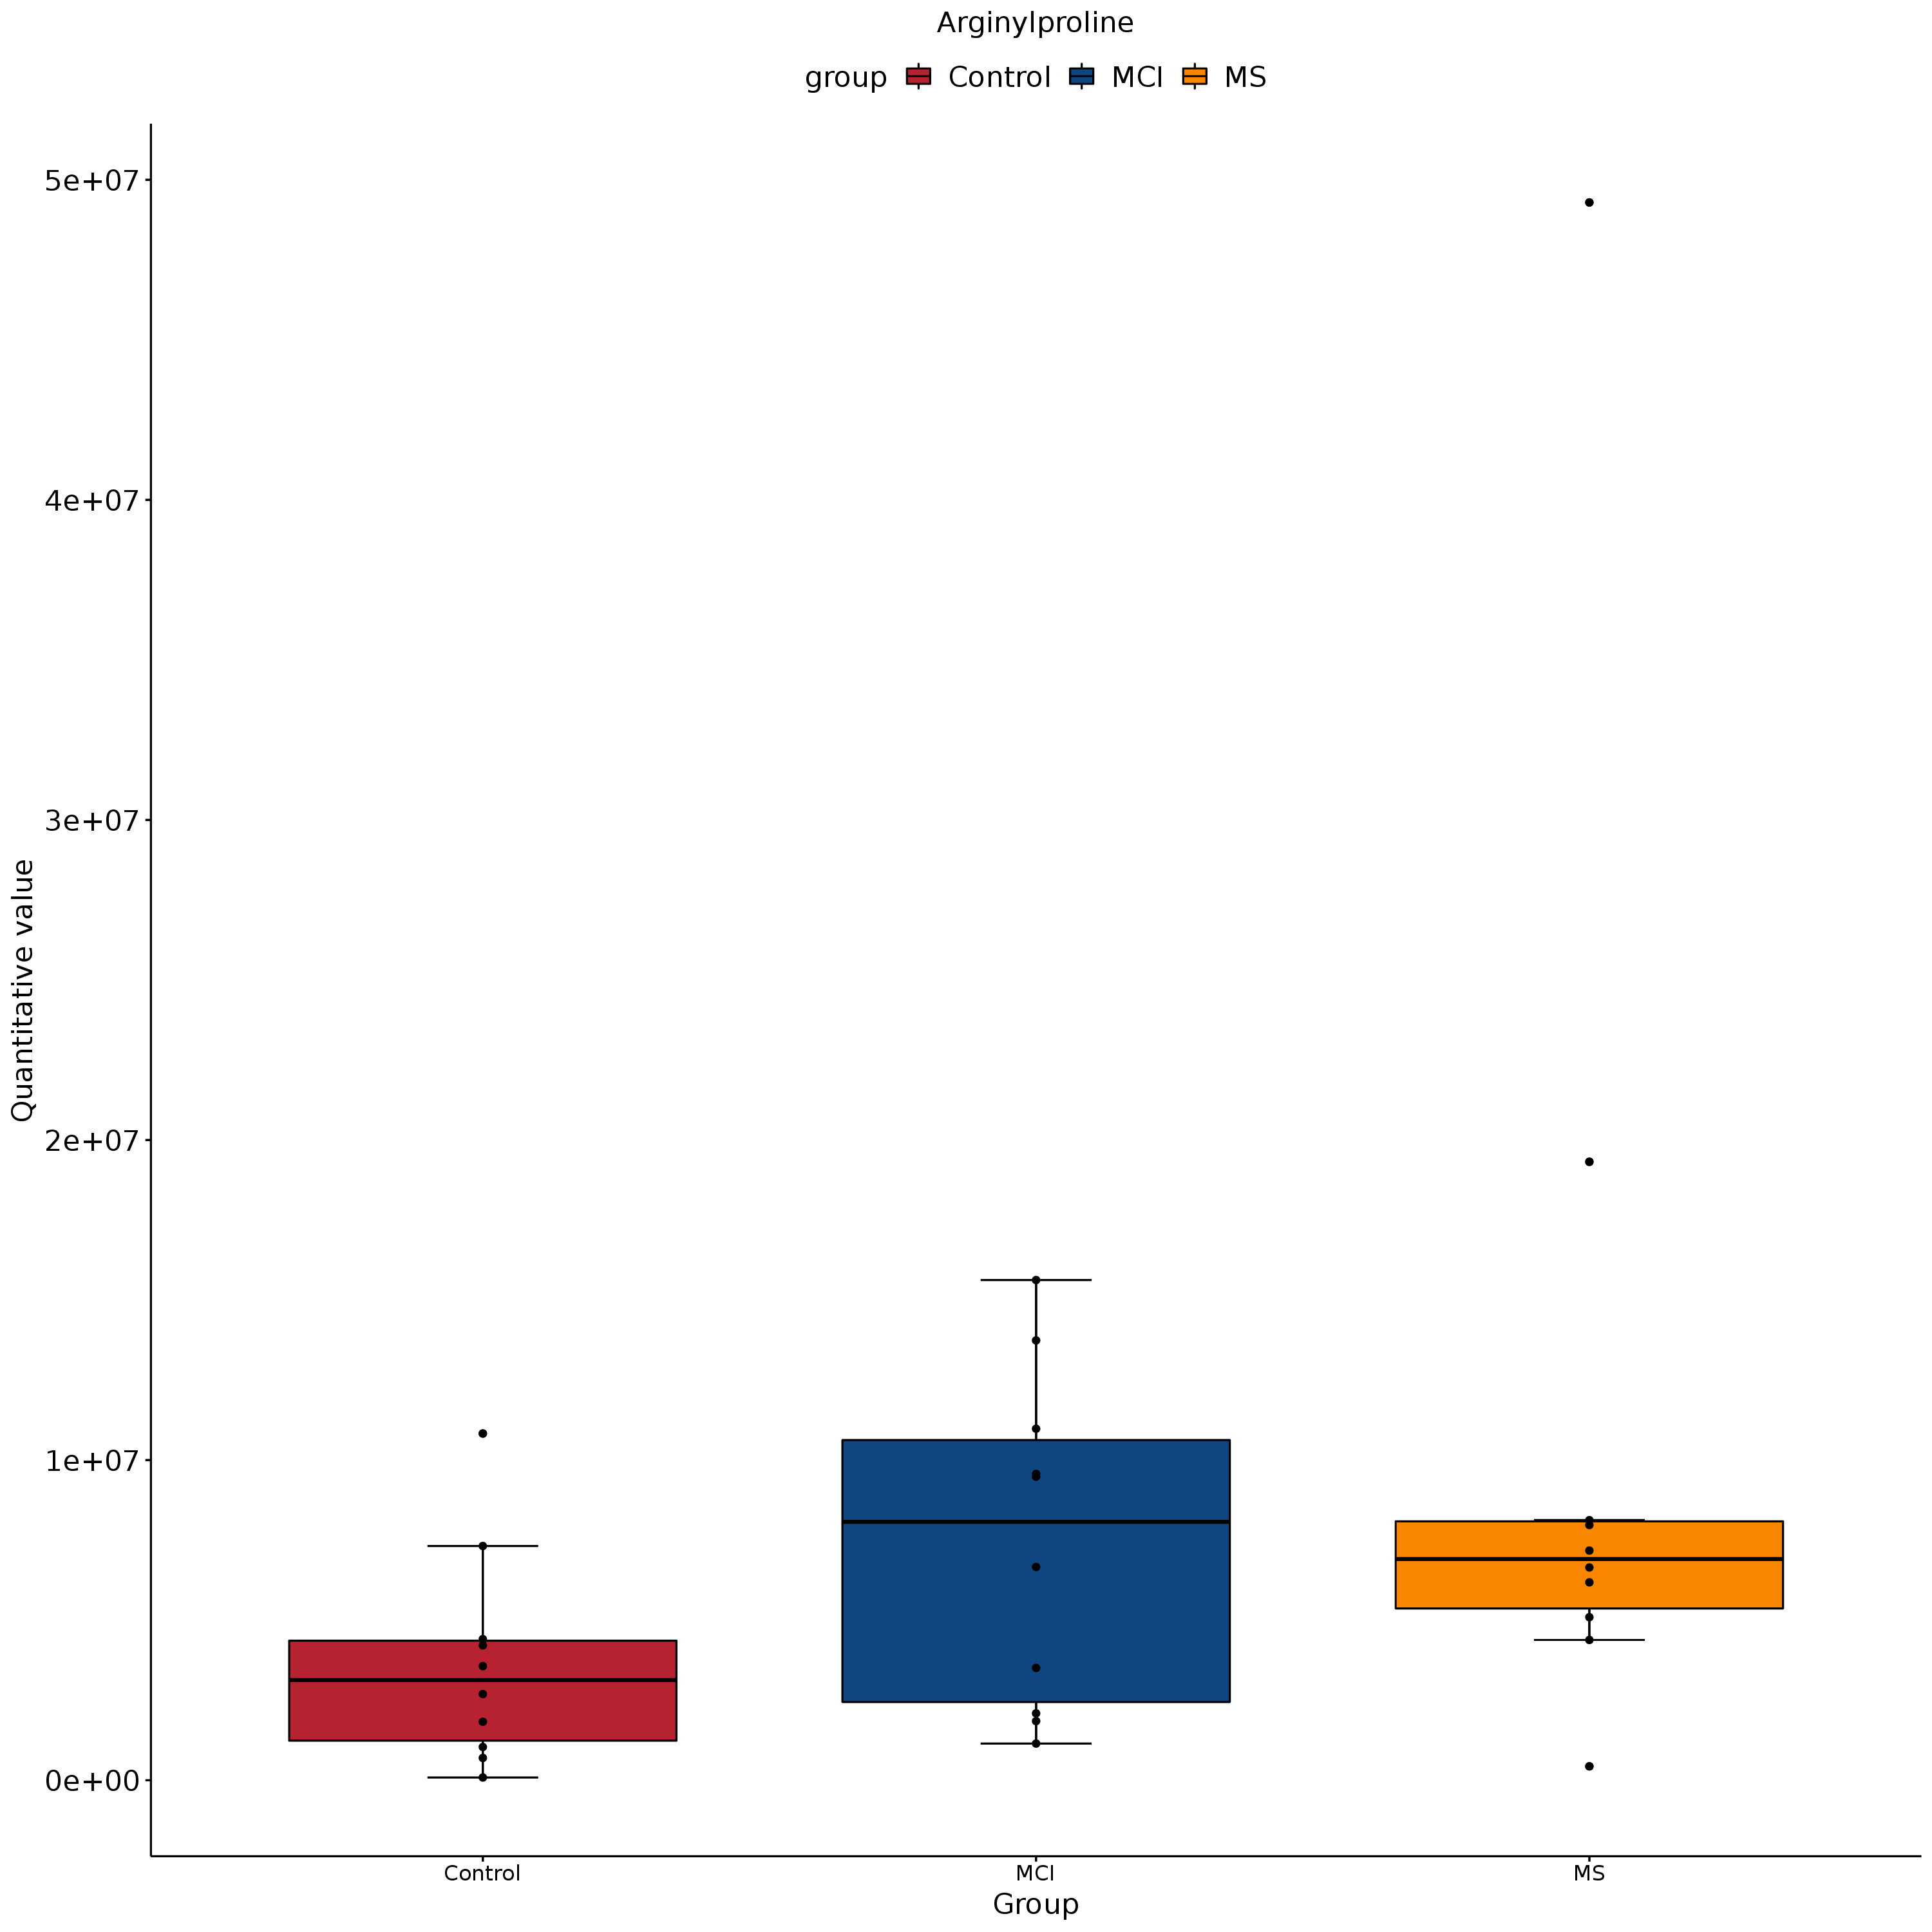 Arginylproline
group Control MCI MS
5e+07
4e+07
3e+07
2e+07
1e+07
0e+00
Quantitative value
Control MCI MS
Group